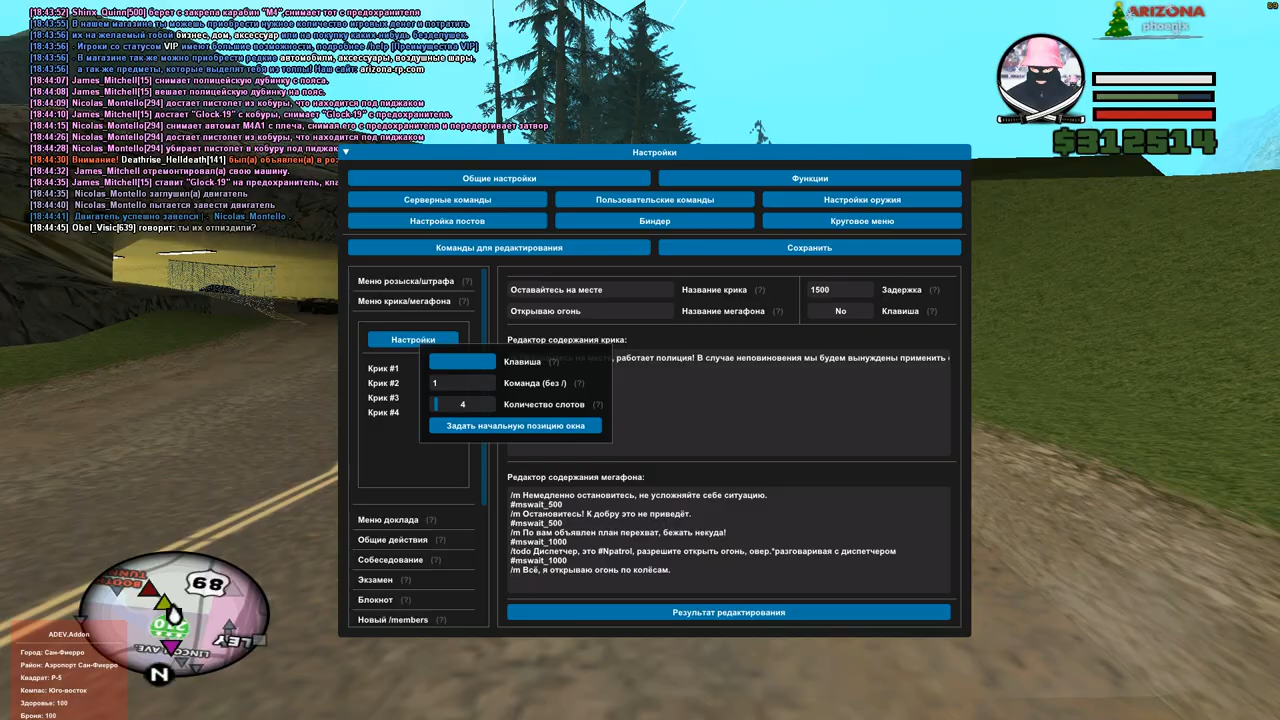 [18:43:52] Shinx_Quinn[500] берет с закрепа карабин "M4" снимает тот с предохранителя
[18:43:55] В нашем магазине ты можешь приобрести нужное количество игровых денег и потратить
[18:43:56] их на желаемый тобой бизнес, дом, аксессуар или на покупку каких-нибудь безделушек.
[18:43:56] - Игроки со статусом VIP имеют большие возможности, подробнее /help [Преимущества VIP]
[18:43:56] - В магазине так-же можно приобрести редкие автомобили, аксессуары, воздушные шары,
[18:43:56] а так-же предметы, которые выделят тебя из толпы! Наш сайт: arizona-rp.com
[18:44:07] James_Mitchell[15] снимает полицейскую дубинку с пояса.
[18:44:08] James_Mitchell[15] вешает полицейскую дубинку на пояс.
[18:44:09] Nicolas_Montello[294] достает пистолет из кобуры, что находится под пиджаком
[18:44:10] James_Mitchell[15] достает "Glock-19" с кобуры, снимает "Glock-19" с предохранителя.
[18:44:15] Nicolas_Montello[294] снимает автомат M4A1 с плеча, снимая его с предохранителя и передергивает затвор
[18:44:26] Nicolas_Montello[294] достает пистолет из кобуры, что находится под пиджаком
[18:44:28] Nicolas_Montello[294] убирает пистолет в кобуру под пиджак
[18:44:30] Внимание! Deathrise_Helldeath[141] был(а) объявлен(а) в роз
[18:44:32] James_Mitchell отремонтировал(а) свою машину.
[18:44:35] James_Mitchell[15] ставит "Glock-19" на предохранитель, кла
[18:44:35] Nicolas_Montello заглушил(а) двигатель
[18:44:40] Nicolas_Montello пытается завести двигатель
[18:44:41] Двигатель успешно завелся | - Nicolas_Montello .
[18:44:45] Obel_Visic[639] говорит: ты их отпиздили?
ARIZONA
phoenix
$312514
Настройки
Общие настройки
Функции
Серверные команды
Пользовательские команды
Настройки оружия
Настройка постов
Биндер
Круговое меню
Команды для редактирования
Сохранить
Меню розыска/штрафа (?)
Меню крика/мегафона (?)
Настройки
Крик #1
Крик #2
Крик #3
Крик #4
Клавиша (?)
1 Команда (без /) (?)
4 Количество слотов (?)
Задать начальную позицию окна
Меню доклада (?)
Общие действия (?)
Собеседование (?)
Экзамен (?)
Блокнот (?)
Новый /members (?)
Оставайтесь на месте Название крика (?)
1500 Задержка (?)
Открываю огонь Название мегафона (?)
No Клавиша (?)
Редактор содержания крика:
работает полиция! В случае неповиновения мы будем вынуждены применить
Редактор содержания мегафона:
/m Немедленно остановитесь, не усложняйте себе ситуацию.
#mswait_500
/m Остановитесь! К добру это не приведёт.
#mswait_500
/m По вам объявлен план перехват, бежать некуда!
#mswait_1000
/todo Диспетчер, это #Npatrol, разрешите открыть огонь, овер.*разговаривая с диспетчером
#mswait_1000
/m Всё, я открываю огонь по колёсам.
Результат редактирования
68
N
ADEV.Addon
Город: Сан-Фиерро
Район: Аэропорт Сан-Фиерро
Квадрат: Р-5
Компас: Юго-восток
Здоровье: 100
Броня: 100